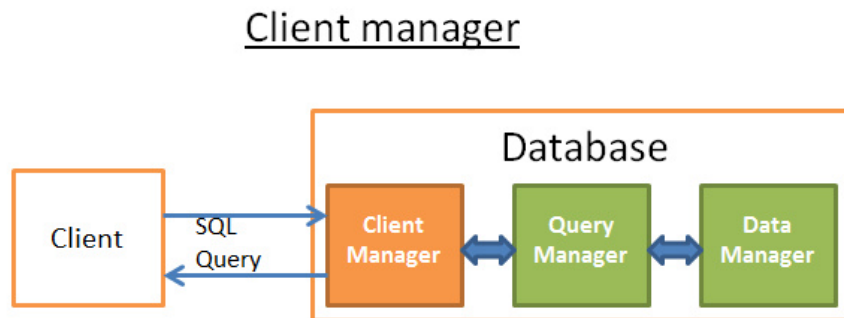 Client manager
Database
Client
SQL
Query
Client
Manager
Query
Manager
Data
Manager